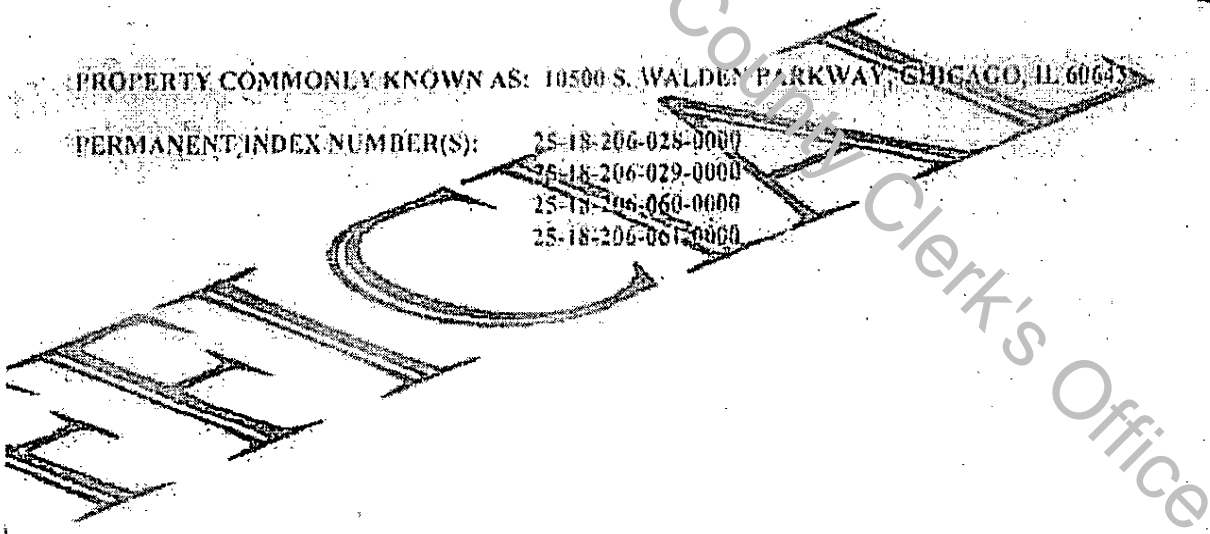 PROPERTY COMMONLY KNOWN AS: 10500 S. WALDEN PARKWAY, CHICAGO, IL 60643
PERMANENT INDEX NUMBER(S): 25-18-206-028-0000
25-18-206-029-0000
25-18-206-060-0000
25-18-206-061-0000
County Clerk's Office